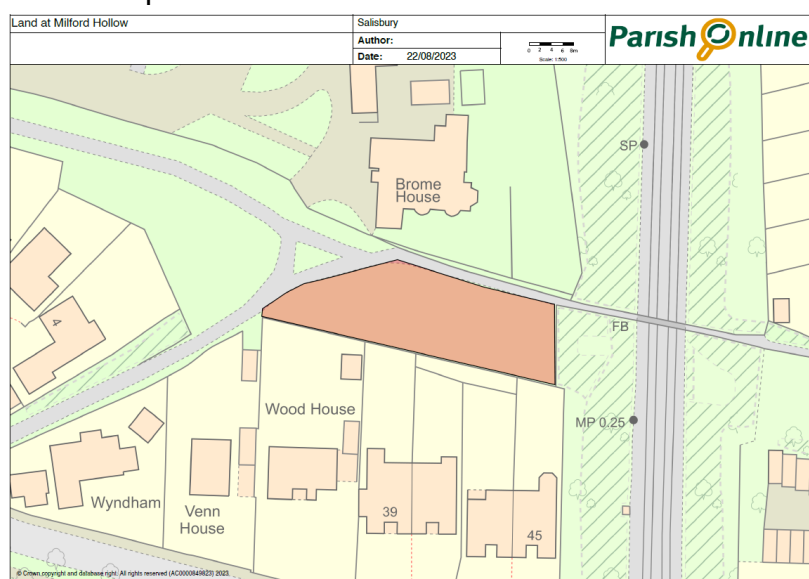 Land at Milford Hollow
Salisbury
Author:
Date: 22/08/2023
0 2 4 6 8m
Scale: 1:500
Parish Online
SP
Brome
House
4
FB
MP 0.25
Wood House
Wyndham
Venn
House
39
45
© Crown copyright and database right. All rights reserved (AC0000849823) 2023.